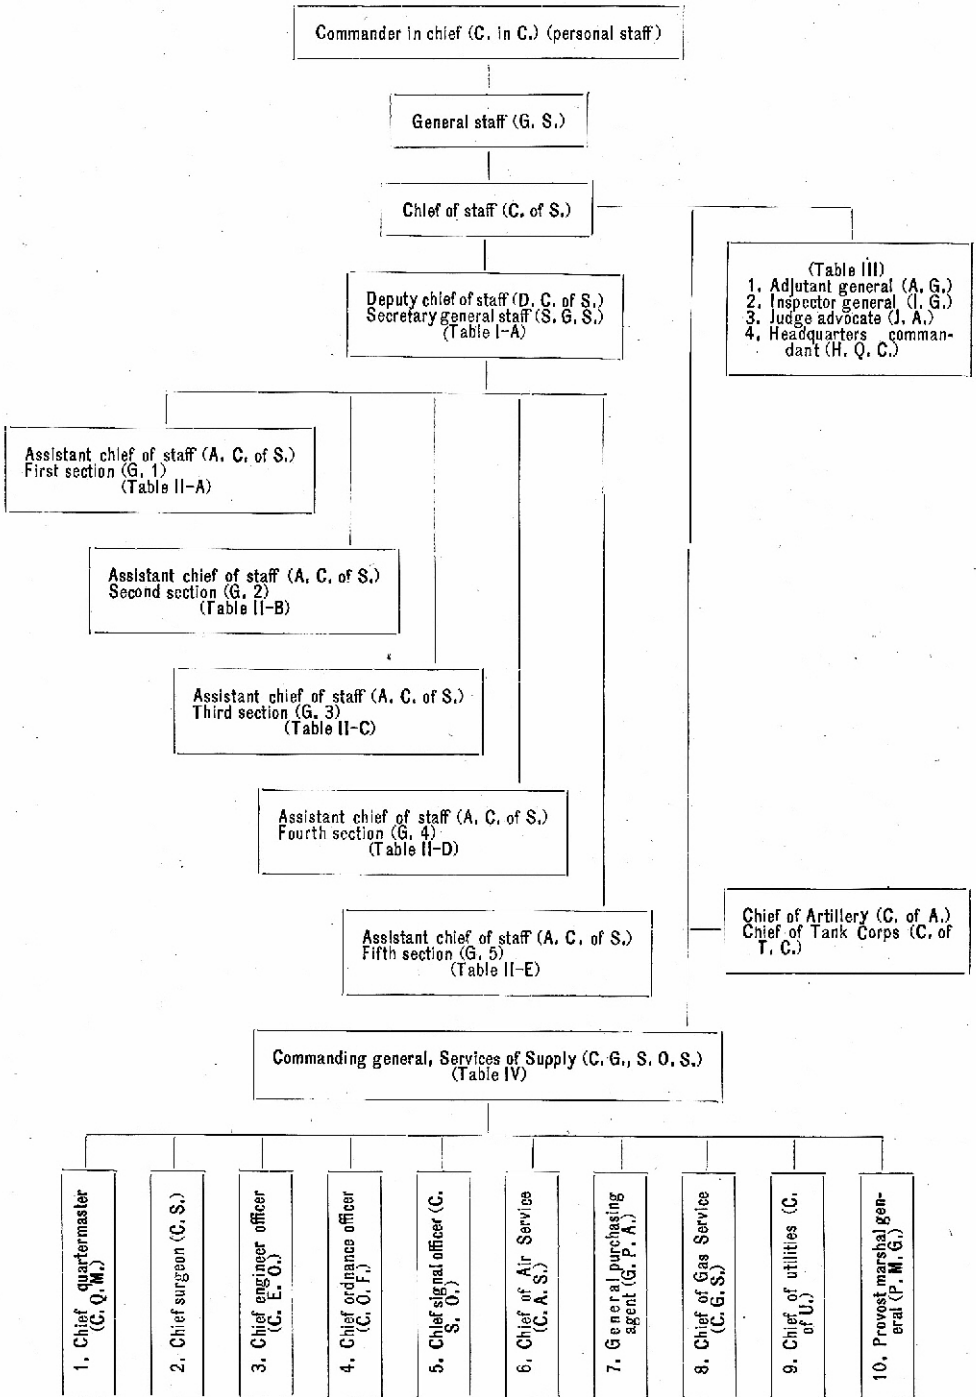 Commander in chief (C. in C.) (personal staff)
General staff (G. S.)
Chief of staff (C. of S.)
(Table III)
1. Adjutant general (A. G.)
2. Inspector general (I. G.)
3. Judge advocate (J. A.)
4. Headquarters comman-
dant (H. Q. C.)
Deputy chief of staff (D. C. of S.)
Secretary general staff (S. G. S.)
(Table I-A)
Assistant chief of staff (A. C. of S.)
First section (G. 1)
(Table II-A)
Assistant chief of staff (A. C. of S.)
Second section (G. 2)
(Table II-B)
Assistant chief of staff (A. C. of S.)
Third section (G. 3)
(Table II-C)
Assistant chief of staff (A. C. of S.)
Fourth section (G. 4)
(Table II-D)
Assistant chief of staff (A. C. of S.)
Fifth section (G. 5)
(Table II-E)
Chief of Artillery (C. of A.)
Chief of Tank Corps (C. of
T. C.)
Commanding general, Services of Supply (C. G., S. O. S.)
(Table IV)
1. Chief quartermaster
(C. Q. M.)
2. Chief surgeon (C. S.)
3. Chief engineer officer
(C. E. O.)
4. Chief ordnance officer
(C. O. F.)
5. Chief signal officer (C.
S. O.)
6. Chief of Air Service
(C. A. S.)
7. General purchasing
agent (G. P. A.)
8. Chief of Gas Service
(C. G. S.)
9. Chief of utilities (C.
of U.)
10. Provost marshal gen-
eral (P. M. G.)